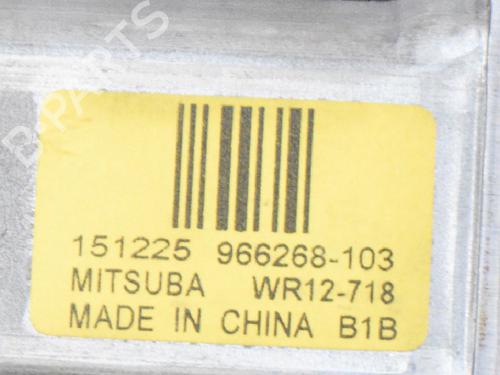 B-PARTS
151225 966268-103
MITSUBA WR12-718
MADE IN CHINA B1B